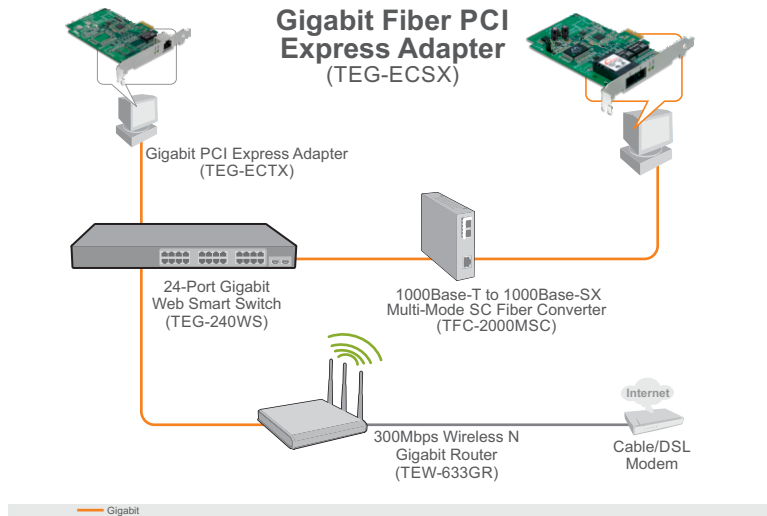 Gigabit Fiber PCI
Express Adapter
(TEG-ECSX)
Gigabit PCI Express Adapter
(TEG-ECTX)
24-Port Gigabit
Web Smart Switch
(TEG-240WS)
1000Base-T to 1000Base-SX
Multi-Mode SC Fiber Converter
(TFC-2000MSC)
Internet
300Mbps Wireless N
Gigabit Router
(TEW-633GR)
Cable/DSL
Modem
Gigabit